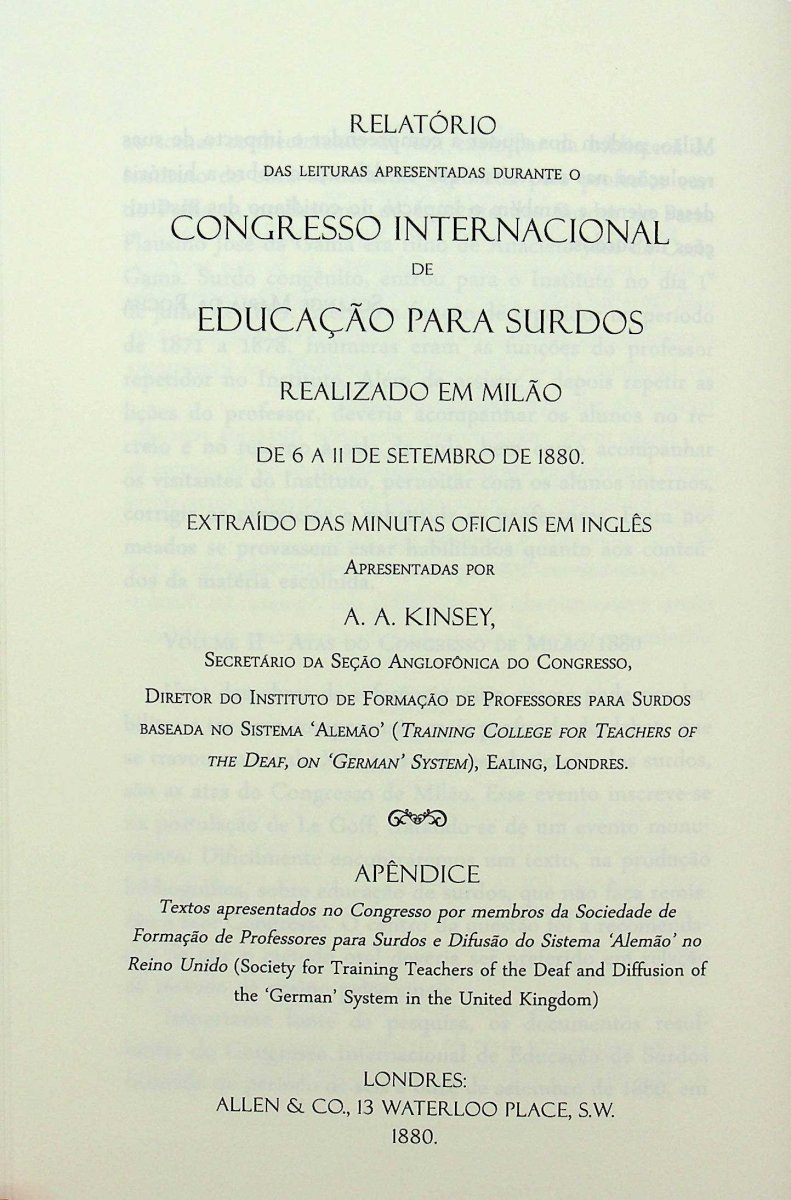 RELATÓRIO
DAS LEITURAS APRESENTADAS DURANTE O
CONGRESSO INTERNACIONAL
DE
EDUCAÇÃO PARA SURDOS
REALIZADO EM MILÃO
DE 6 A 11 DE SETEMBRO DE 1880.
EXTRAÍDO DAS MINUTAS OFICIAIS EM INGLÊS
APRESENTADAS POR
A. A. KINSEY,
SECRETÁRIO DA SEÇÃO ANGLOFÔNICA DO CONGRESSO,
DIRETOR DO INSTITUTO DE FORMAÇÃO DE PROFESSORES PARA SURDOS
BASEADA NO SISTEMA ‘ALEMÃO’ (TRAINING COLLEGE FOR TEACHERS OF
THE DEAF, ON ‘GERMAN’ SYSTEM), EALING, LONDRES.
APÊNDICE
Textos apresentados no Congresso por membros da Sociedade de
Formação de Professores para Surdos e Difusão do Sistema ‘Alemão’ no
Reino Unido (Society for Training Teachers of the Deaf and Diffusion of
the ‘German’ System in the United Kingdom)
LONDRES:
ALLEN & CO., 13 WATERLOO PLACE, S.W.
1880.